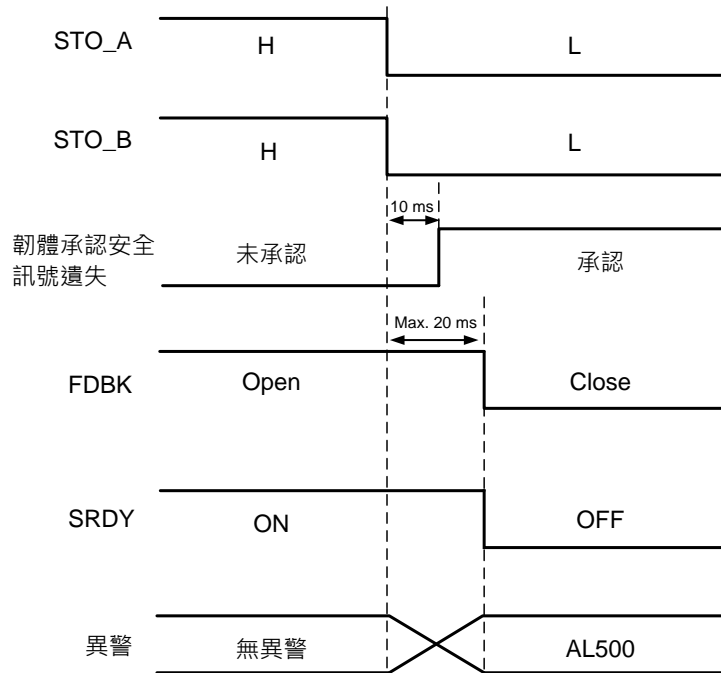 STO_A
H
L
STO_B
H
L
10 ms
韌體承認安全
訊號遺失
未承認
承認
Max. 20 ms
FDBK
Open
Close
SRDY
ON
OFF
異警
無異警
AL500